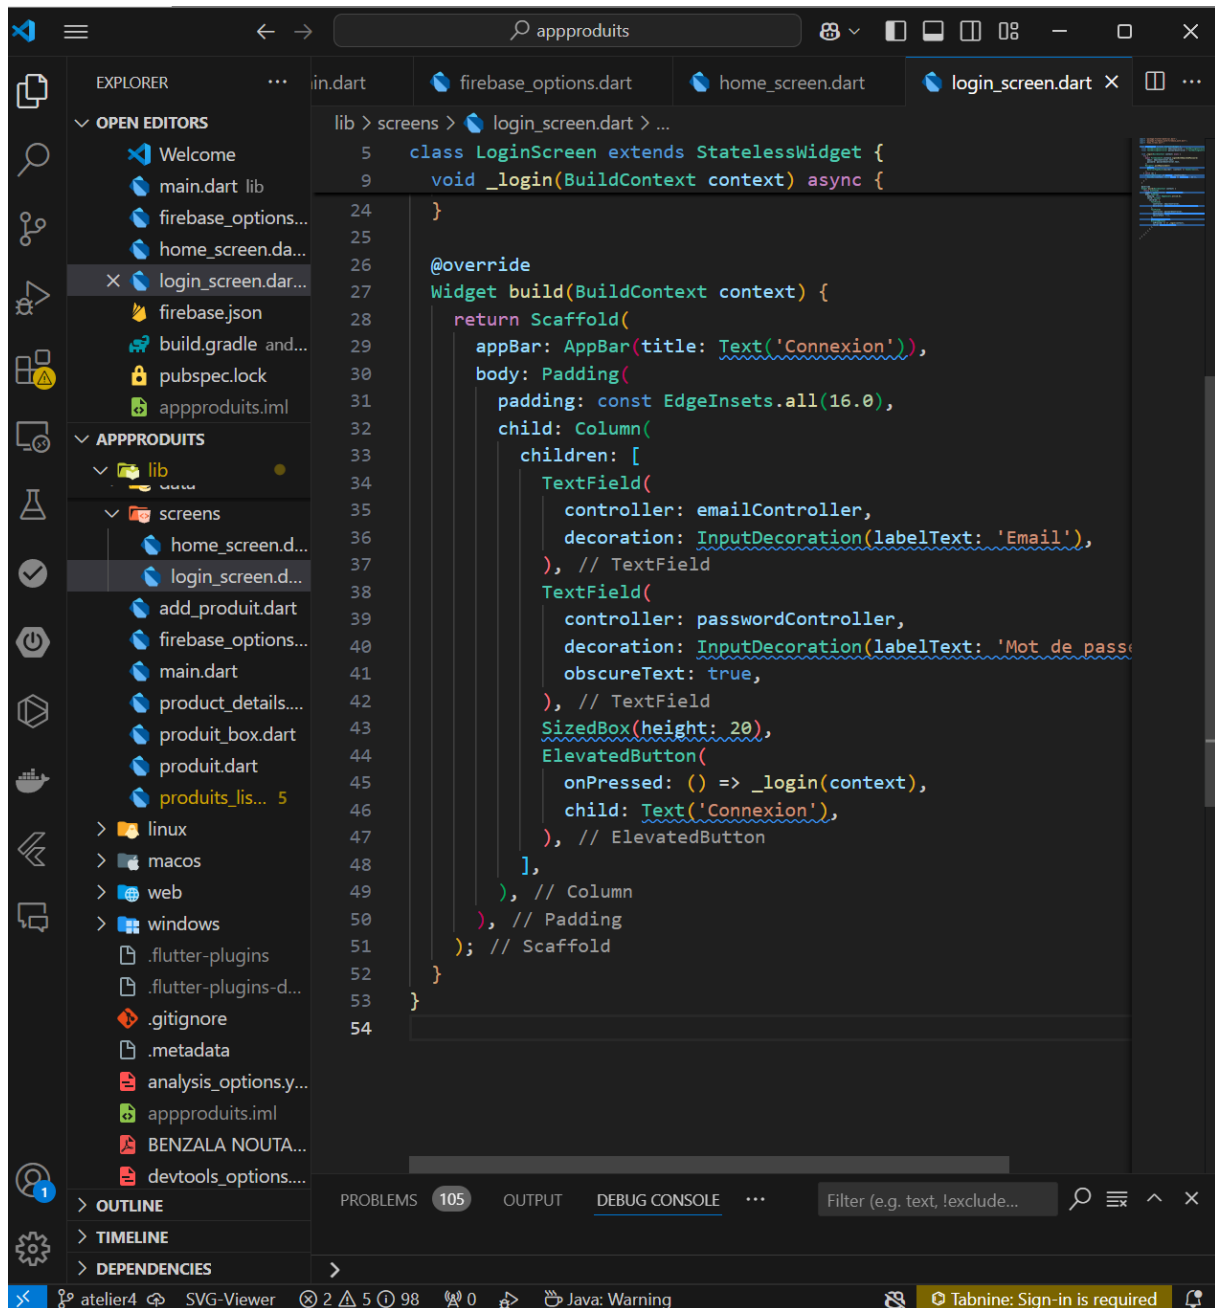 appproduits
EXPLORER
in.dart
firebase_options.dart
home_screen.dart
login_screen.dart
OPEN EDITORS
Welcome
main.dart lib
firebase_options...
home_screen.da...
login_screen.dar...
firebase.json
build.gradle and...
pubspec.lock
appproduits.iml
APPPRODUITS
lib
data
screens
home_screen.d...
login_screen.d...
add_produit.dart
firebase_options...
main.dart
product_details....
produit_box.dart
produit.dart
produits_lis... 5
linux
macos
web
windows
.flutter-plugins
.flutter-plugins-d...
.gitignore
.metadata
analysis_options.y...
appproduits.iml
BENZALA NOUTA...
devtools_options....
OUTLINE
TIMELINE
DEPENDENCIES
lib > screens > login_screen.dart > ...
5 class LoginScreen extends StatelessWidget {
9 void _login(BuildContext context) async {
24 }
25
26 @override
27 Widget build(BuildContext context) {
28 return Scaffold(
29 appBar: AppBar(title: Text('Connexion')),
30 body: Padding(
31 padding: const EdgeInsets.all(16.0),
32 child: Column(
33 children: [
34 TextField(
35 controller: emailController,
36 decoration: InputDecoration(labelText: 'Email'),
37 ), // TextField
38 TextField(
39 controller: passwordController,
40 decoration: InputDecoration(labelText: 'Mot de passe
41 obscureText: true,
42 ), // TextField
43 SizedBox(height: 20),
44 ElevatedButton(
45 onPressed: () => _login(context),
46 child: Text('Connexion'),
47 ), // ElevatedButton
48 ],
49 ), // Column
50 ), // Padding
51 ); // Scaffold
52 }
53 }
54
PROBLEMS 105 OUTPUT DEBUG CONSOLE ... Filter (e.g. text, !exclude...
1
>
atelier4 SVG-Viewer 2 5 98 0 Java: Warning Tabnine: Sign-in is required